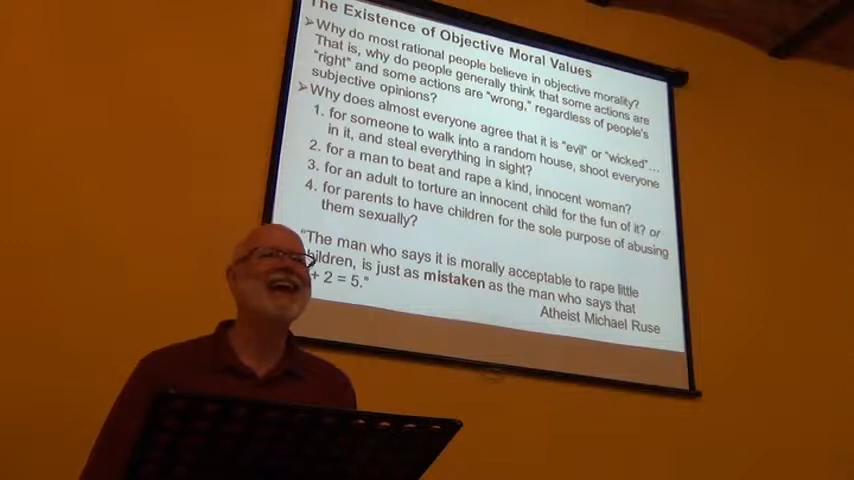 The Existence of Objective Moral Values
➢Why do most rational people believe in objective morality?
That is, why do people generally think that some actions are
"right" and some actions are "wrong," regardless of people's
subjective opinions?
➢Why does almost everyone agree that it is "evil" or "wicked"...
1. for someone to walk into a random house, shoot everyone
in it, and steal everything in sight?
2. for a man to beat and rape a kind, innocent woman?
3. for an adult to torture an innocent child for the fun of it? or
4. for parents to have children for the sole purpose of abusing
them sexually?
"The man who says it is morally acceptable to rape little
children, is just as mistaken as the man who says that
+ 2 = 5."
Atheist Michael Ruse